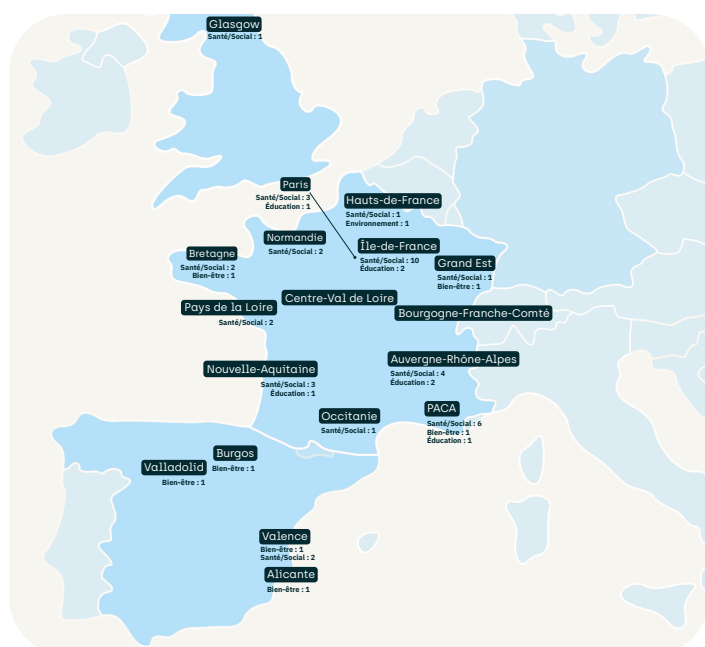 Glasgow
Santé/Social : 1
Paris
Santé/Social : 3
Éducation : 1
Hauts-de-France
Santé/Social : 1
Environnement : 1
Normandie
Santé/Social : 2
Île-de-France
Santé/Social : 10
Éducation : 2
Bretagne
Santé/Social : 2
Bien-être : 1
Grand Est
Santé/Social : 1
Bien-être : 1
Centre-Val de Loire
Pays de la Loire
Santé/Social : 2
Bourgogne-Franche-Comté
Auvergne-Rhône-Alpes
Santé/Social : 4
Éducation : 2
Nouvelle-Aquitaine
Santé/Social : 3
Éducation : 1
Occitanie
Santé/Social : 1
PACA
Santé/Social : 6
Bien-être : 1
Éducation : 1
Burgos
Bien-être : 1
Valladolid
Bien-être : 1
Valence
Bien-être : 1
Santé/Social : 2
Alicante
Bien-être : 1